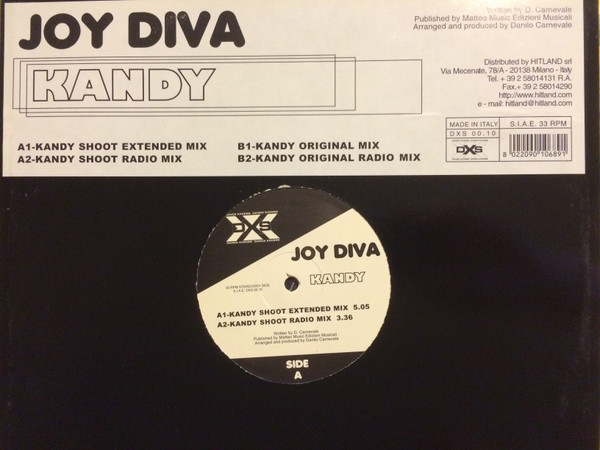 JOY DIVA
Written by D. Carnevale
Published by Matteo Music Edizioni Musicali
Arranged and produced by Danilo Carnevale
KANDY
Distributed by HITLAND srl
Via Mecenate, 78/A - 20138 Milano - Italy
Tel. + 39 2 58014131 R.A.
Fax.+ 39 2 58014290
http://www.hitland.com
e - mail: hitland@hitland.com
A1-KANDY SHOOT EXTENDED MIX
A2-KANDY SHOOT RADIO MIX
B1-KANDY ORIGINAL MIX
B2-KANDY ORIGINAL RADIO MIX
MADE IN ITALY
S.I.A.E. 33 RPM
DXS 00.10
DXS
8 022090 106891
DXS
JOY DIVA
KANDY
A1-KANDY SHOOT EXTENDED MIX 5.05
A2-KANDY SHOOT RADIO MIX 3.36
Written by D. Carnevale
Published by Matteo Music Edizioni Musicali
Arranged and produced by Danilo Carnevale
SIDE
A